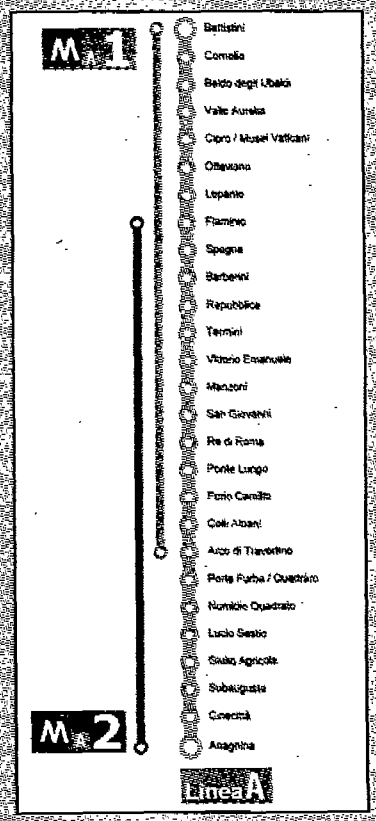 MA1
Battistini
Cornelia
Baldo degli Ubaldi
Valle Aurelia
Cipro / Musei Vaticani
Ottaviano
Lepanto
Flaminio
Spagna
Barberini
Repubblica
Termini
Vittorio Emanuele
Manzoni
San Giovanni
Re di Roma
Ponte Lungo
Furio Camillo
Colli Albani
Arco di Travertino
Porta Furba / Quadraro
Numidio Quadrato
Lucio Sestio
Giulio Agricola
Subaugusta
Cinecittà
MA2
Anagnina
Linea A